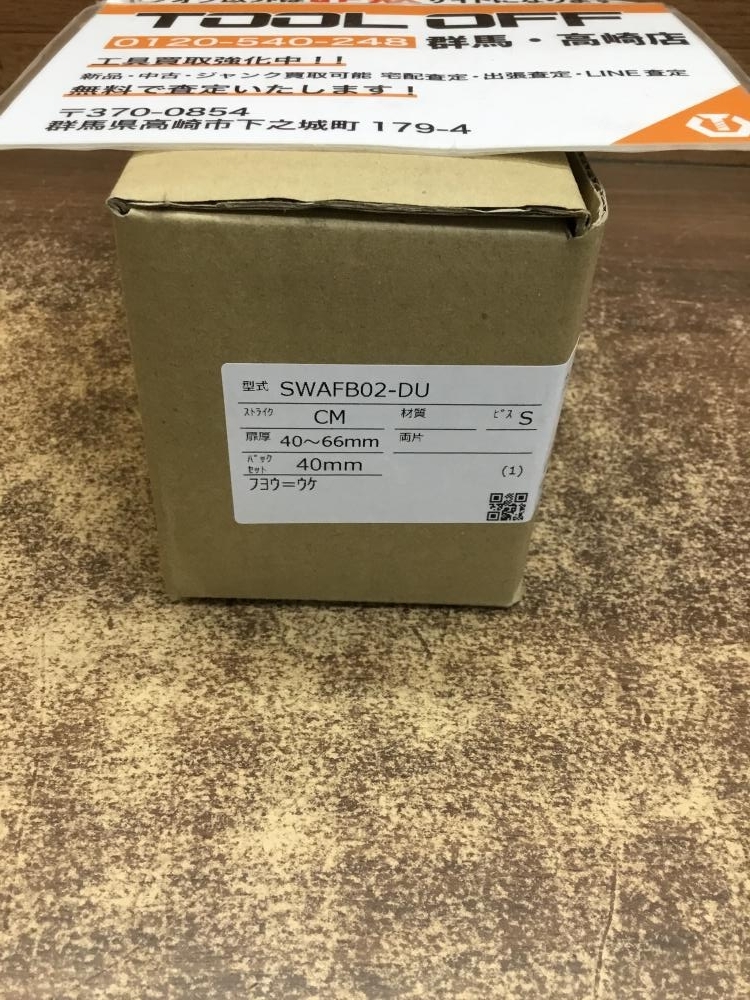 TOOL OFF
0120-540-248 群馬・高崎店
工具買取強化中！！
新品・中古・ジャンク買取可能 宅配査定・出張査定・LINE査定
無料で査定いたします！
〒370-0854
群馬県高崎市下之城町 179-4
型式 SWAFB02-DU
ストライク CM 材質 ビス S
扉厚 40～66mm 両片
バックセット 40mm (1)
フヨウ＝ウケ